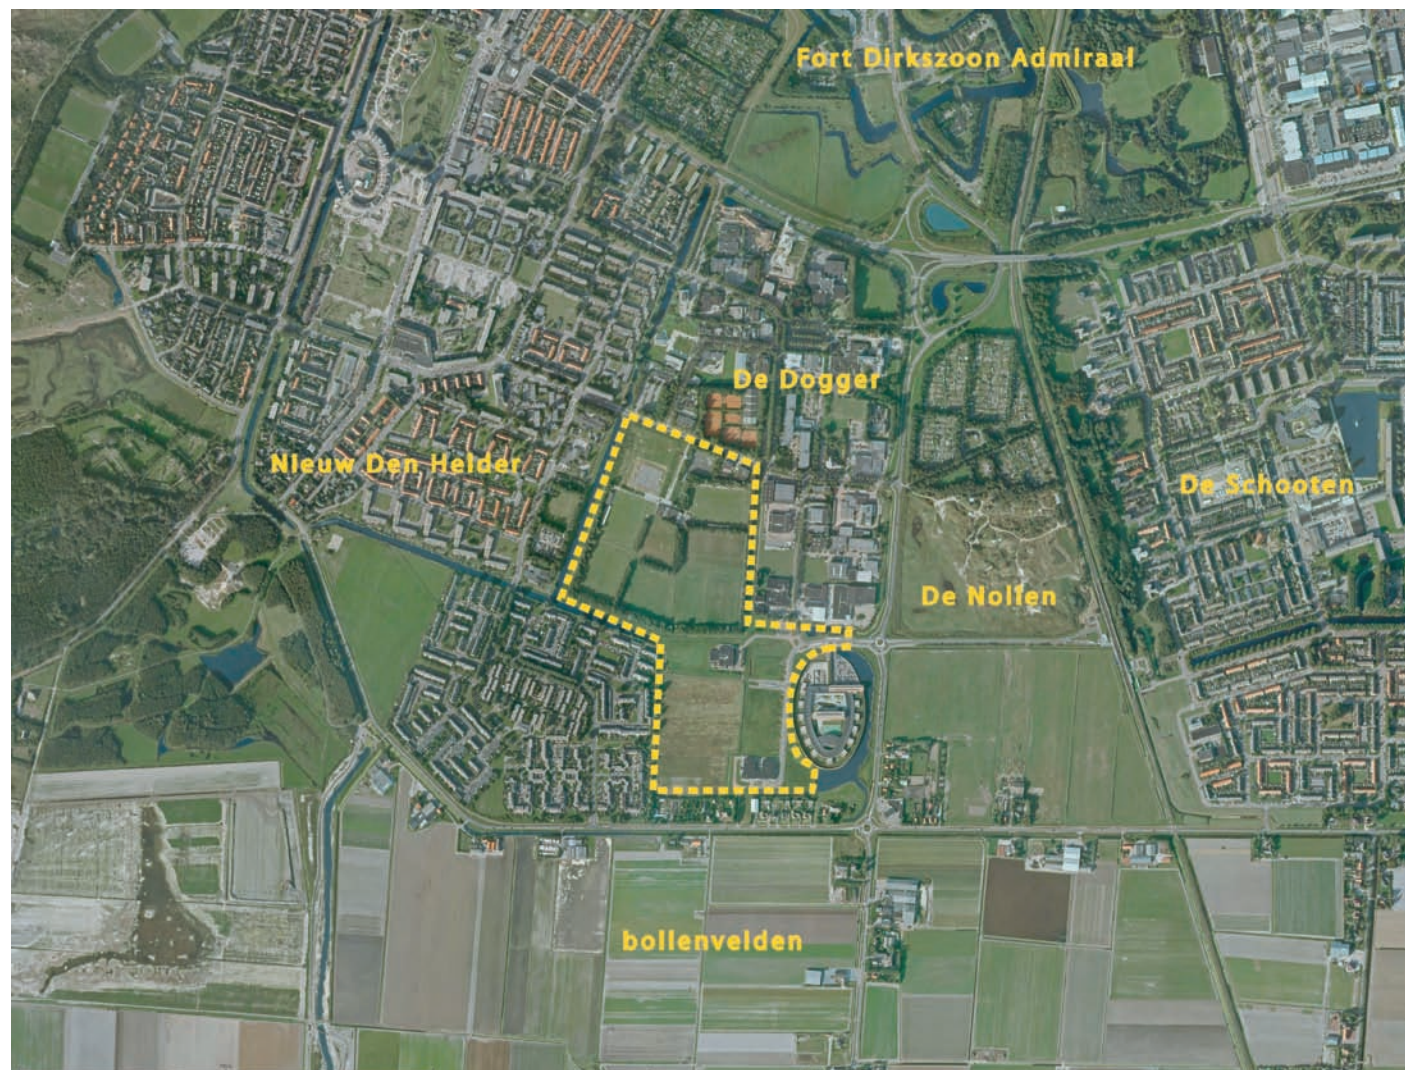 Fort Dirkszoon Admiraal
De Dogger
Nieuw Den Helder
De Schooten
De Nollen
bollenvelden